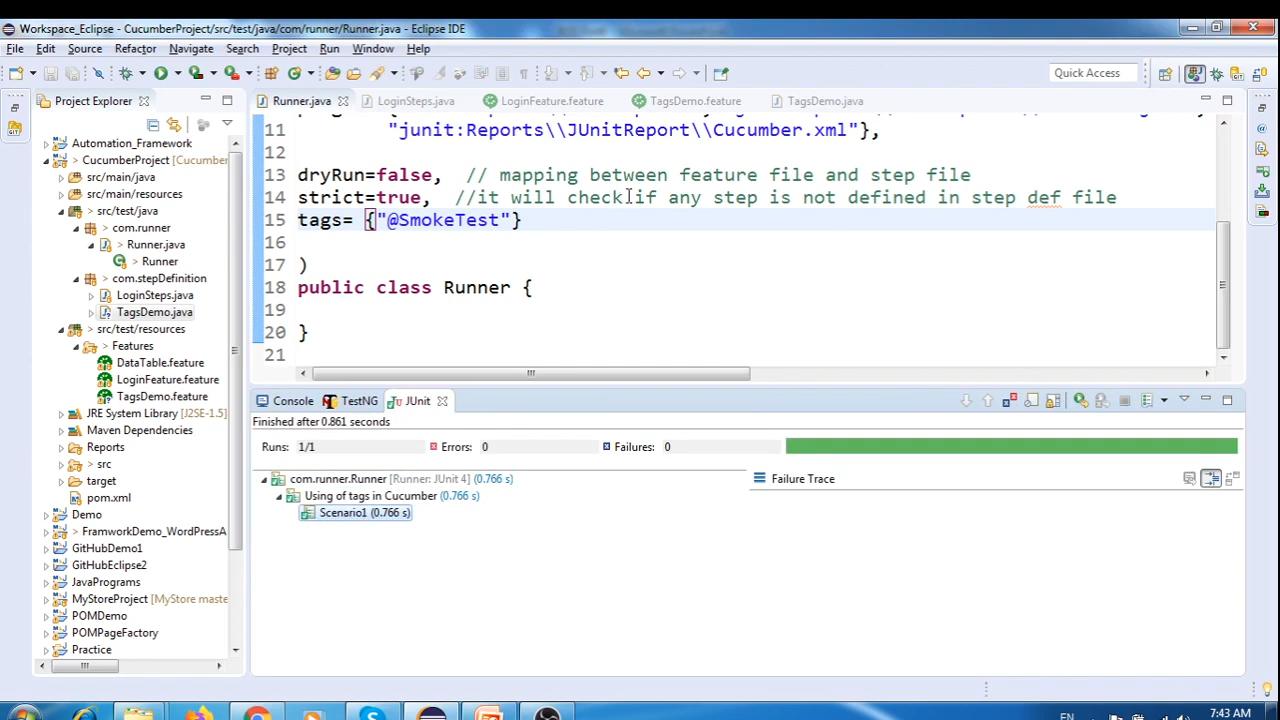 Workspace_Eclipse - CucumberProject/src/test/java/com/runner/Runner.java - Eclipse IDE
File Edit Source Refactor Navigate Search Project Run Window Help
Quick Access
Project Explorer
Runner.java LoginSteps.java LoginFeature.feature TagsDemo.feature TagsDemo.java
Automation_Framework
CucumberProject [Cucumber
src/main/java
src/main/resources
> src/test/java
> com.runner
> Runner.java
> Runner
> com.stepDefinition
LoginSteps.java
TagsDemo.java
> src/test/resources
> Features
DataTable.feature
LoginFeature.feature
TagsDemo.feature
JRE System Library [J2SE-1.5]
Maven Dependencies
> Reports
> src
> target
pom.xml
Demo
> FramworkDemo_WordPressA
GitHubDemo1
GitHubEclipse2
JavaPrograms
MyStoreProject [MyStore maste
POMDemo
POMPageFactory
Practice
11 "junit:Reports\\JUnitReport\\Cucumber.xml"},
12
13 dryRun=false, // mapping between feature file and step file
14 strict=true, //it will check if any step is not defined in step def file
15 tags= {"@SmokeTest"}
16
17 )
18 public class Runner {
19
20 }
21
Console TestNG JUnit
Finished after 0.861 seconds
Runs: 1/1 Errors: 0 Failures: 0
com.runner.Runner [Runner: JUnit 4] (0.766 s)
Using of tags in Cucumber (0.766 s)
Scenario1 (0.766 s)
Failure Trace
EN 7:43 AM